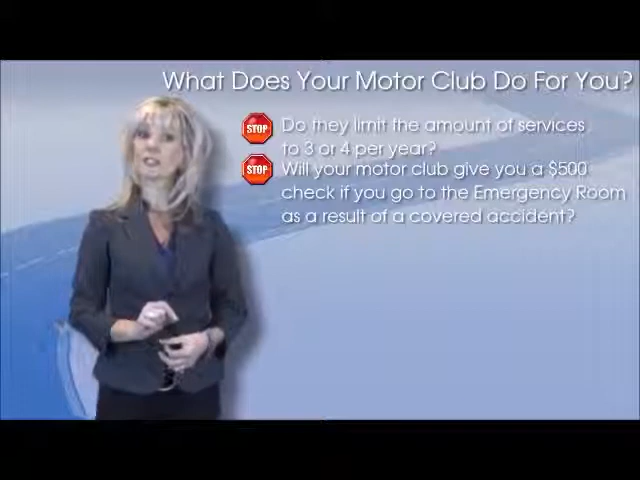 What Does Your Motor Club Do For You?
STOP Do they limit the amount of services
to 3 or 4 per year?
STOP Will your motor club give you a $500
check if you go to the Emergency Room
as a result of a covered accident?